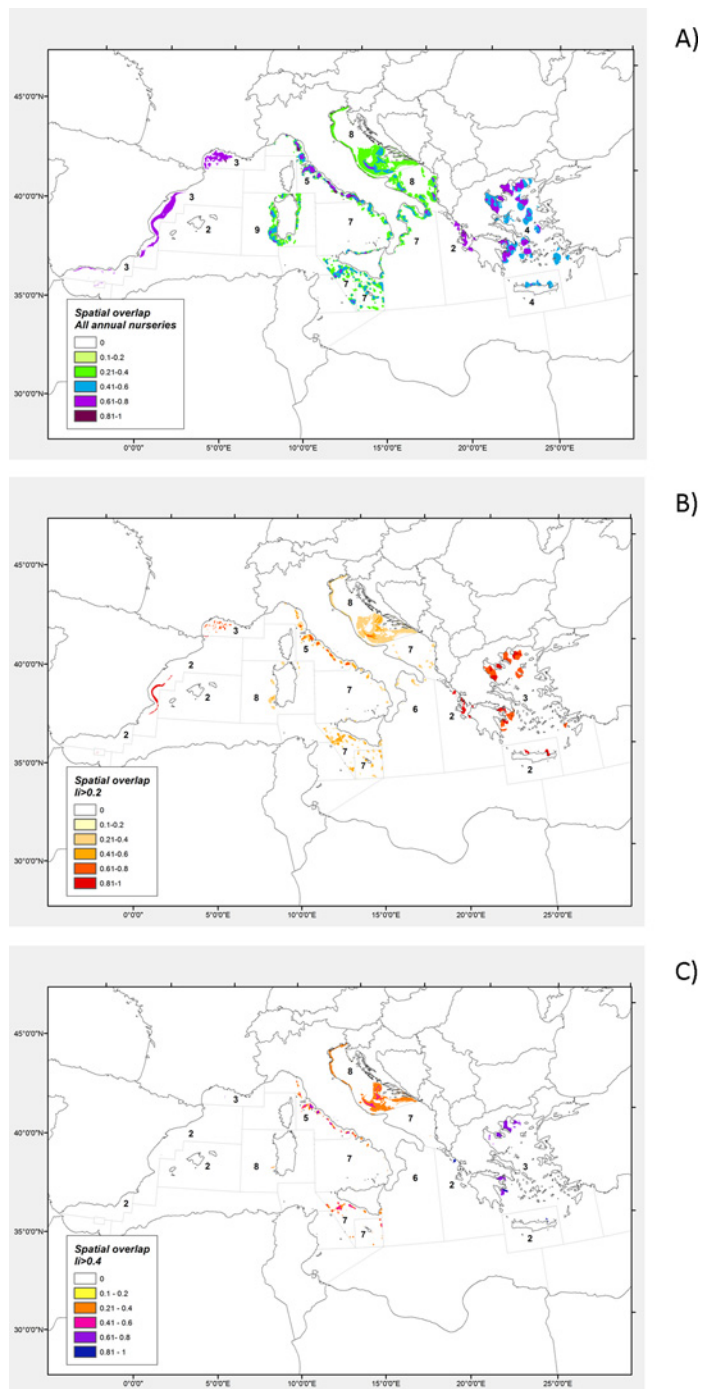 A)
45°0'0"N
40°0'0"N
35°0'0"N
30°0'0"N
8
3
5
8
3
7
2
9
7
2
4
3
7
7
4
Spatial overlap
All annual nurseries
0
0.1-0.2
0.21-0.4
0.41-0.6
0.61-0.8
0.81-1
0°0'0"
5°0'0"E
10°0'0"E
15°0'0"E
20°0'0"E
25°0'0"E
B)
45°0'0"N
40°0'0"N
35°0'0"N
30°0'0"N
8
3
5
7
2
2
8
7
6
2
3
2
7
7
2
Spatial overlap
Ii>0.2
0
0.1-0.2
0.21-0.4
0.41-0.6
0.61-0.8
0.81-1
0°0'0"
5°0'0"E
10°0'0"E
15°0'0"E
20°0'0"E
25°0'0"E
C)
45°0'0"N
40°0'0"N
35°0'0"N
30°0'0"N
8
3
5
7
2
2
8
7
6
2
3
2
7
7
2
Spatial overlap
Ii>0.4
0
0.1 - 0.2
0.21 - 0.4
0.41 - 0.6
0.61- 0.8
0.81 - 1
0°0'0"
5°0'0"E
10°0'0"E
15°0'0"E
20°0'0"E
25°0'0"E